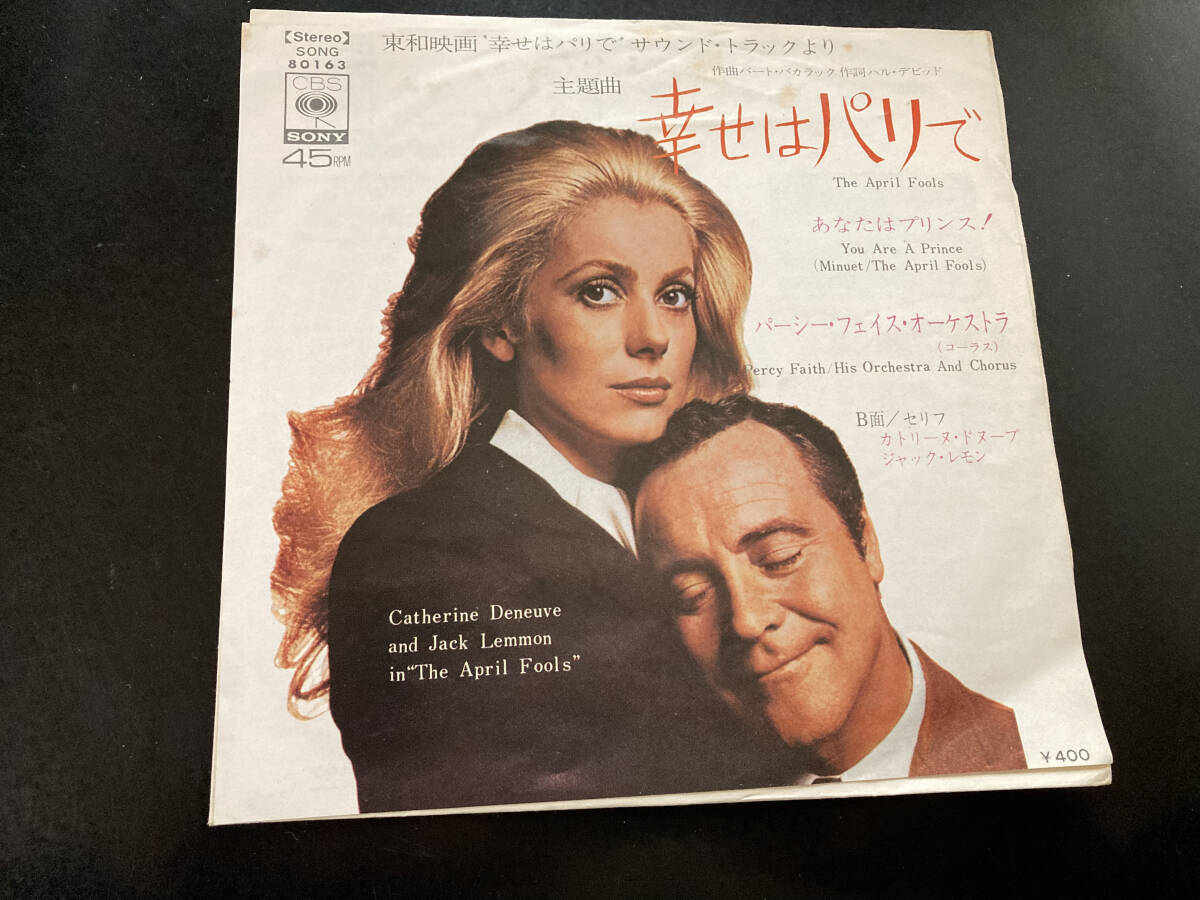 【Stereo】
SONG
80163
CBS
SONY
45RPM
東和映画“幸せはパリで”サウンド・トラックより
作曲バート・バカラック 作詞ハル・デビッド
主題曲
幸せはパリで
The April Fools
あなたはプリンス!
You Are A Prince
(Minuet/The April Fools)
パーシー・フェイス・オーケストラ
(コーラス)
Percy Faith/His Orchestra And Chorus
B面/セリフ
カトリーヌ・ドヌーブ
ジャック・レモン
Catherine Deneuve
and Jack Lemmon
in“The April Fools”
¥400